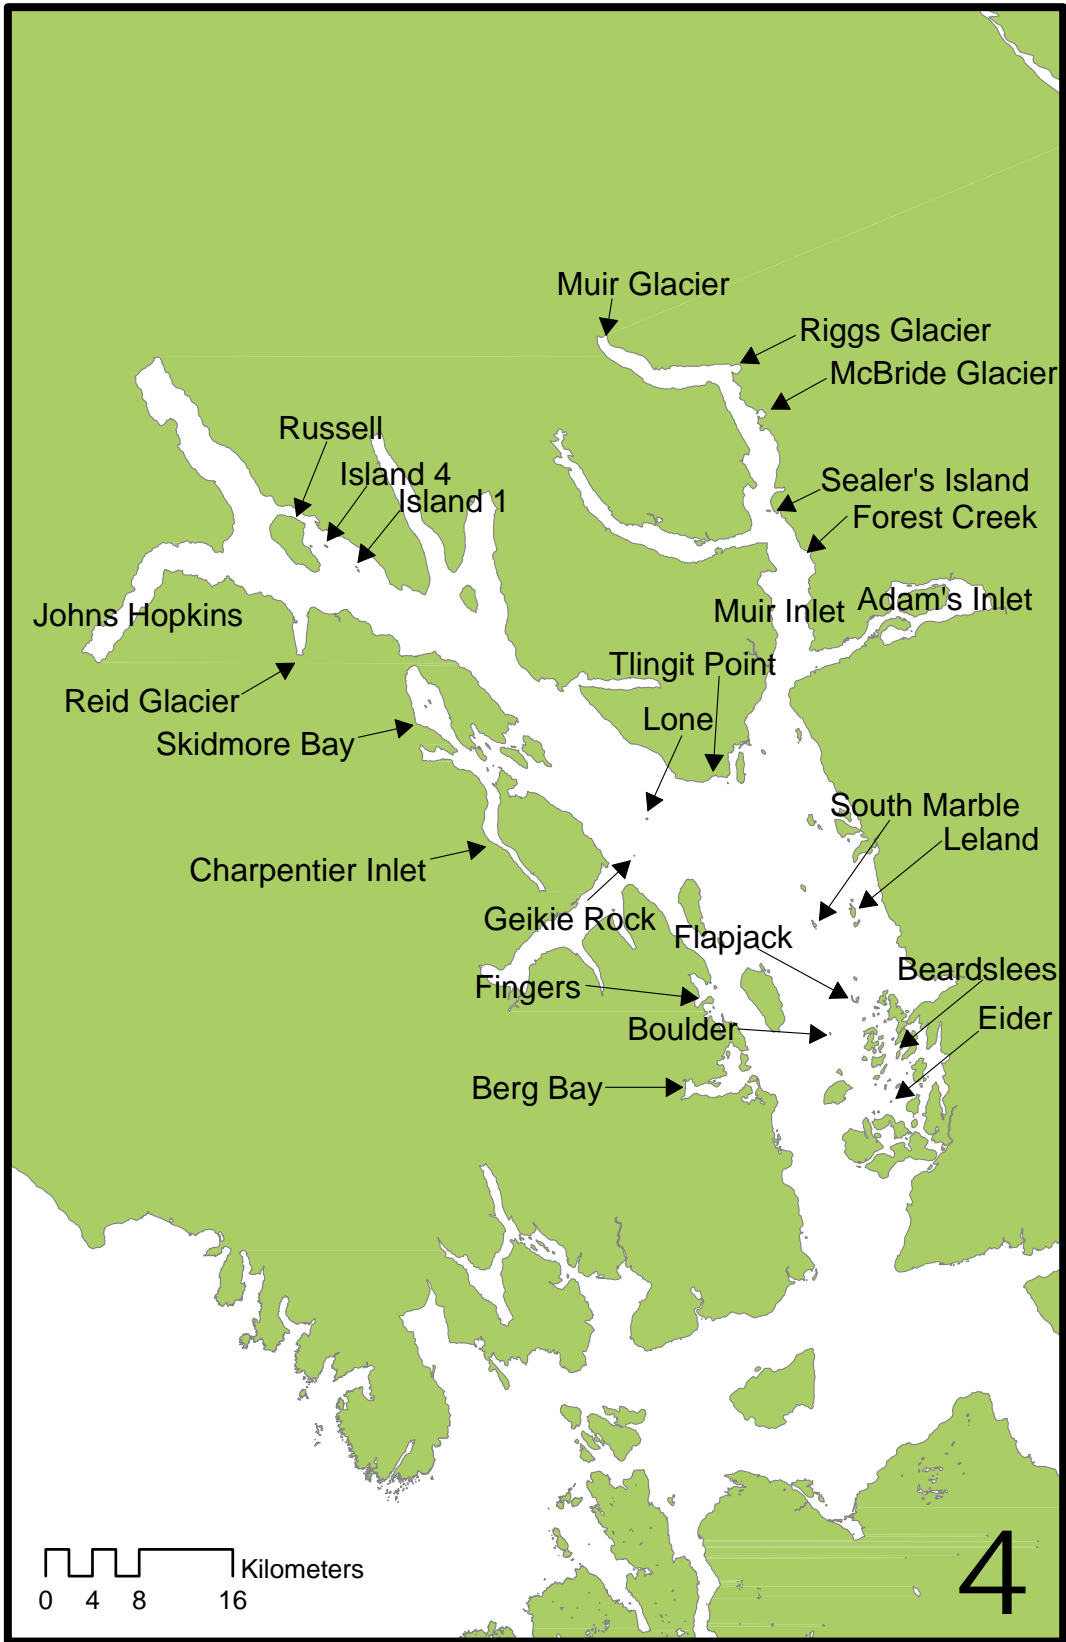 Muir Glacier
Riggs Glacier
McBride Glacier
Russell
Island 4
Island 1
Sealer's Island
Forest Creek
Johns Hopkins
Muir Inlet
Adam's Inlet
Tlingit Point
Reid Glacier
Lone
Skidmore Bay
South Marble
Leland
Charpentier Inlet
Geikie Rock
Flapjack
Beardslees
Fingers
Eider
Boulder
Berg Bay
Kilometers
0 4 8 16
4